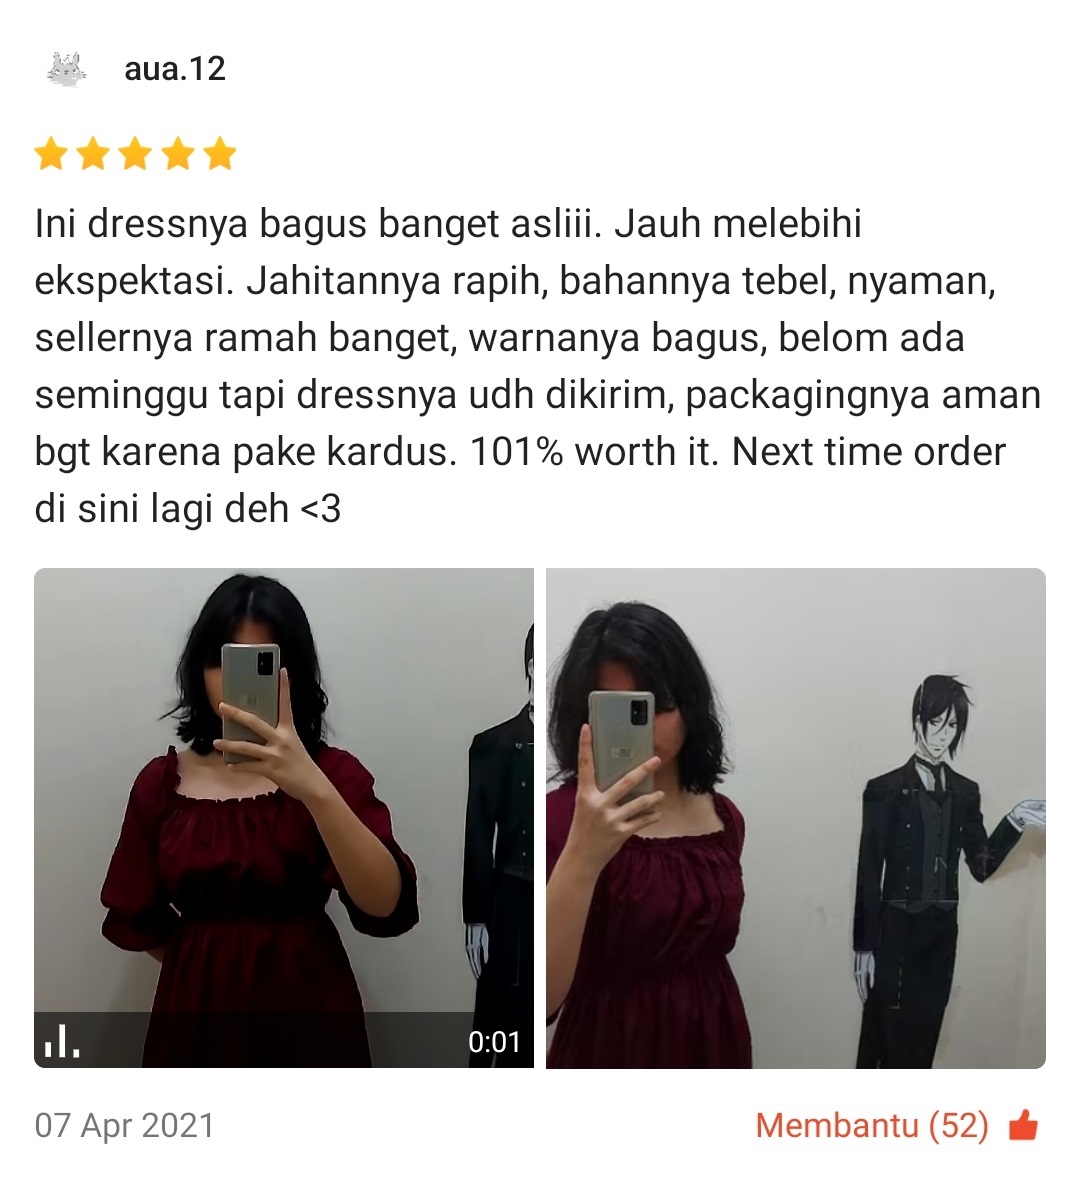 aua.12
Ini dressnya bagus banget asliii. Jauh melebihi
ekspektasi. Jahitannya rapih, bahannya tebel, nyaman,
sellernya ramah banget, warnanya bagus, belom ada
seminggu tapi dressnya udh dikirim, packagingnya aman
bgt karena pake kardus. 101% worth it. Next time order
di sini lagi deh <3
0:01
07 Apr 2021
Membantu (52)